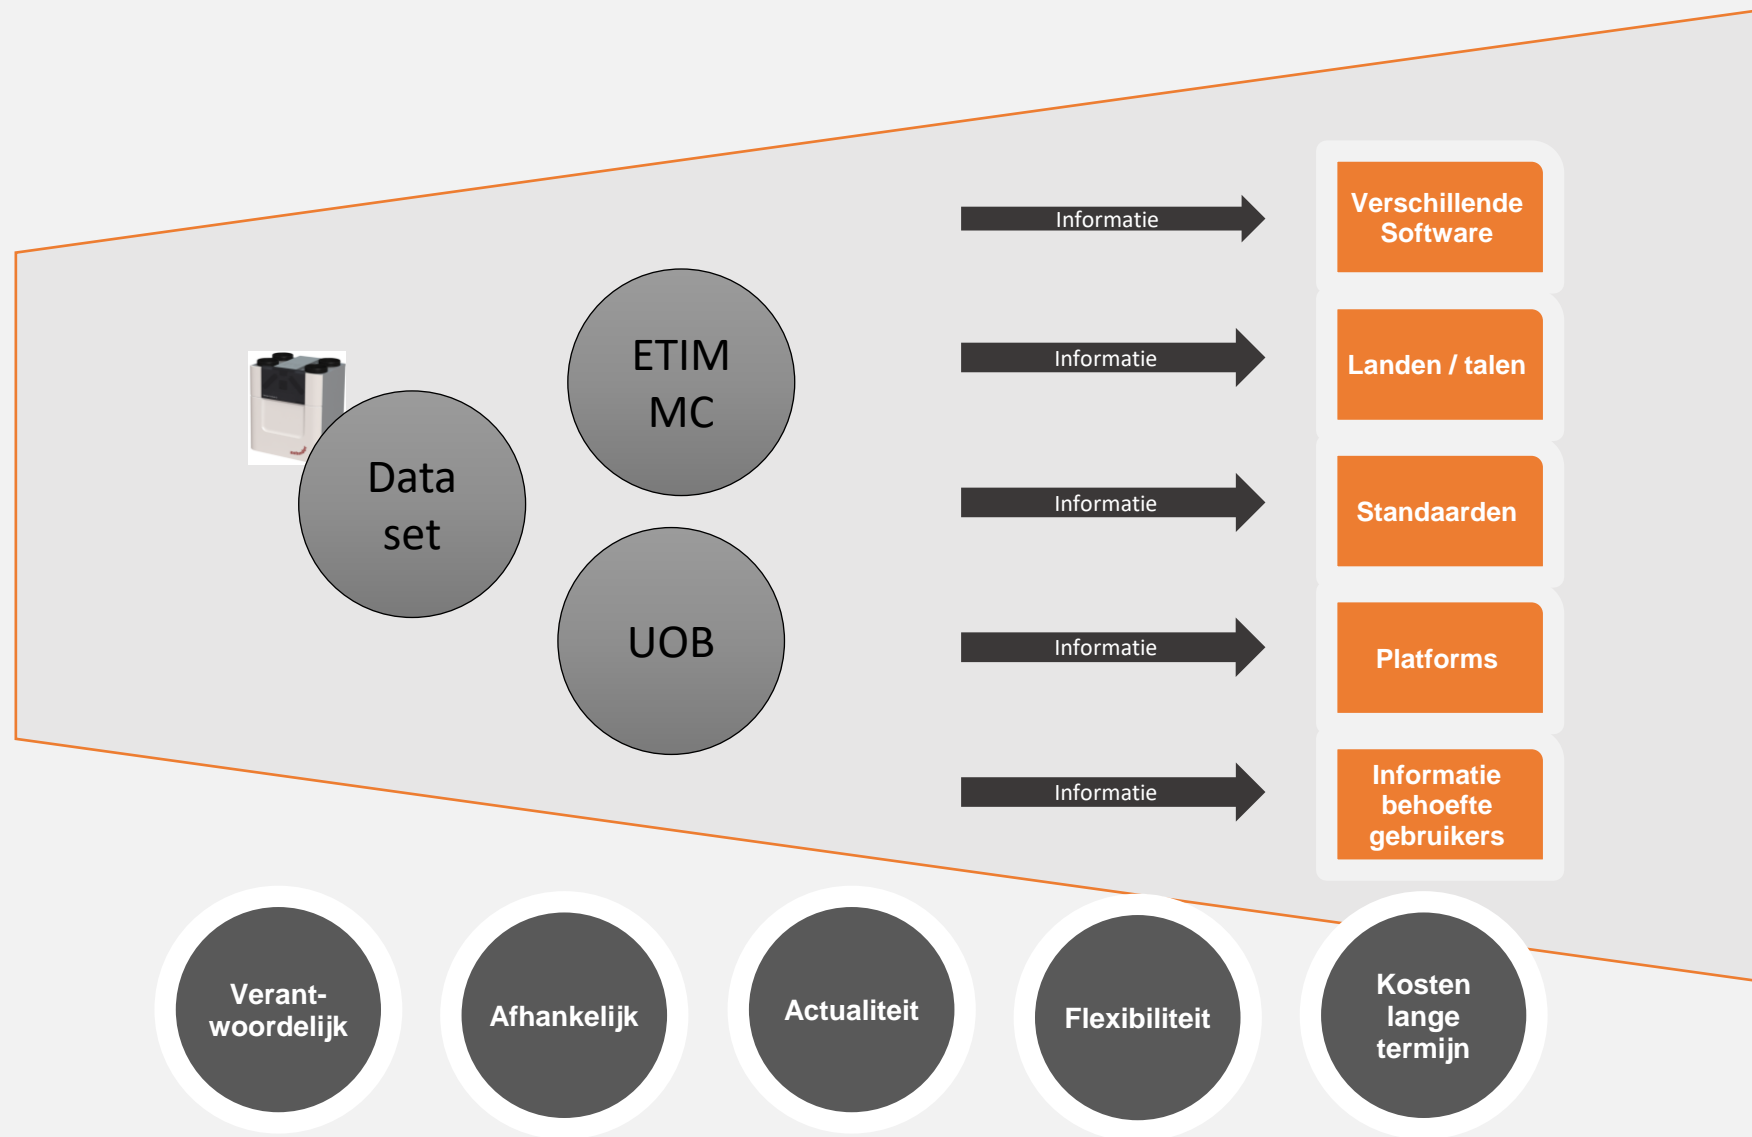 ETIM
MC
Data
set
UOB
Informatie
Informatie
Informatie
Informatie
Informatie
Verschillende
Software
Landen / talen
Standaarden
Platforms
Informatie
behoefte
gebruikers
Verant-
woordelijk
Afhankelijk
Actualiteit
Flexibiliteit
Kosten
lange
termijn